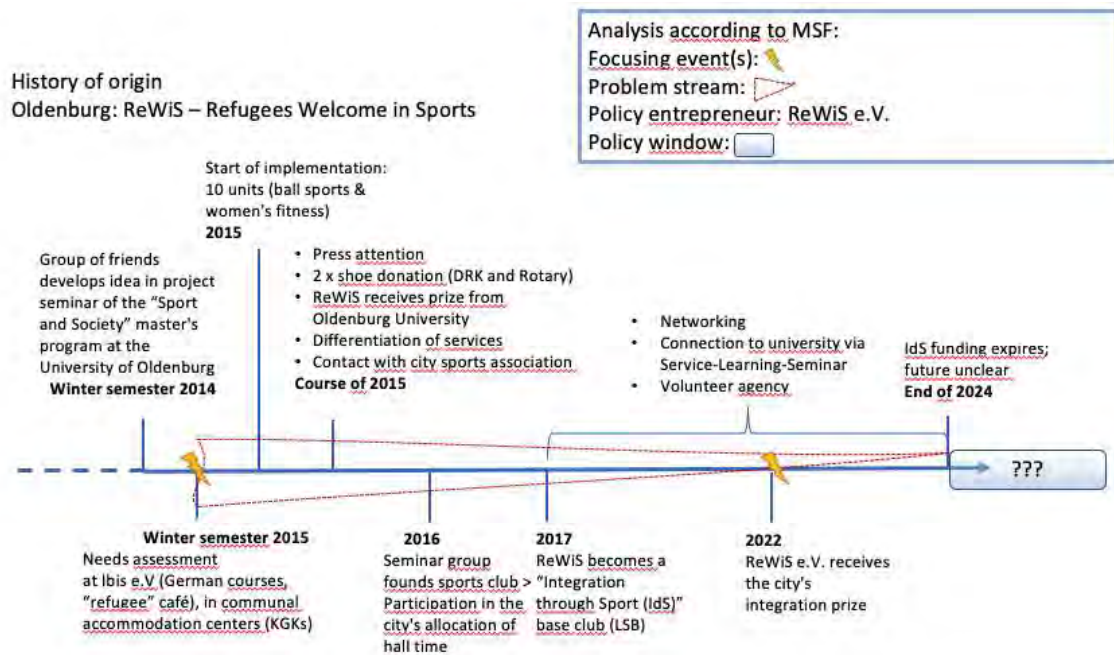 History of origin
Oldenburg: ReWiS – Refugees Welcome in Sports
Analysis according to MSF:
Focusing event(s):
Problem stream:
Policy entrepreneur: ReWiS e.V.
Policy window:
Start of implementation:
10 units (ball sports &
women's fitness)
2015
Group of friends
develops idea in project
seminar of the “Sport
and Society” master's
program at the
University of Oldenburg
Winter semester 2014
• Press attention
• 2 x shoe donation (DRK and Rotary)
• ReWiS receives prize from
Oldenburg University
• Differentiation of services
• Contact with city sports association
Course of 2015
• Networking
• Connection to university via
Service-Learning-Seminar
• Volunteer agency
IdS funding expires;
future unclear
End of 2024
???
Winter semester 2015
Needs assessment
at Ibis e.V (German courses,
“refugee” café), in communal
accommodation centers (KGKs)
2016
Seminar group
founds sports club >
Participation in the
city's allocation of
hall time
2017
ReWiS becomes a
“Integration
through Sport (IdS)”
base club (LSB)
2022
ReWiS e.V. receives
the city's
integration prize